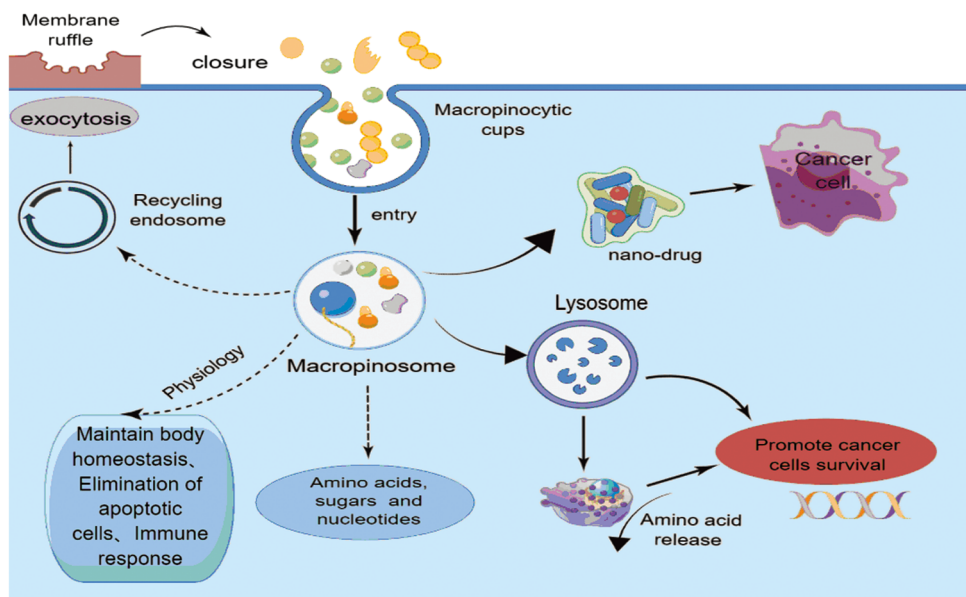 Membrane
ruffle
closure
exocytosis
Macropinocytic
cups
Cancer
cell
Recycling
endosome
entry
nano-drug
Lysosome
Macropinosome
Physiology
Maintain body
homeostasis、
Elimination of
apoptotic
cells、Immune
response
Amino acids,
sugars and
nucleotides
Promote cancer
cells survival
Amino acid
release